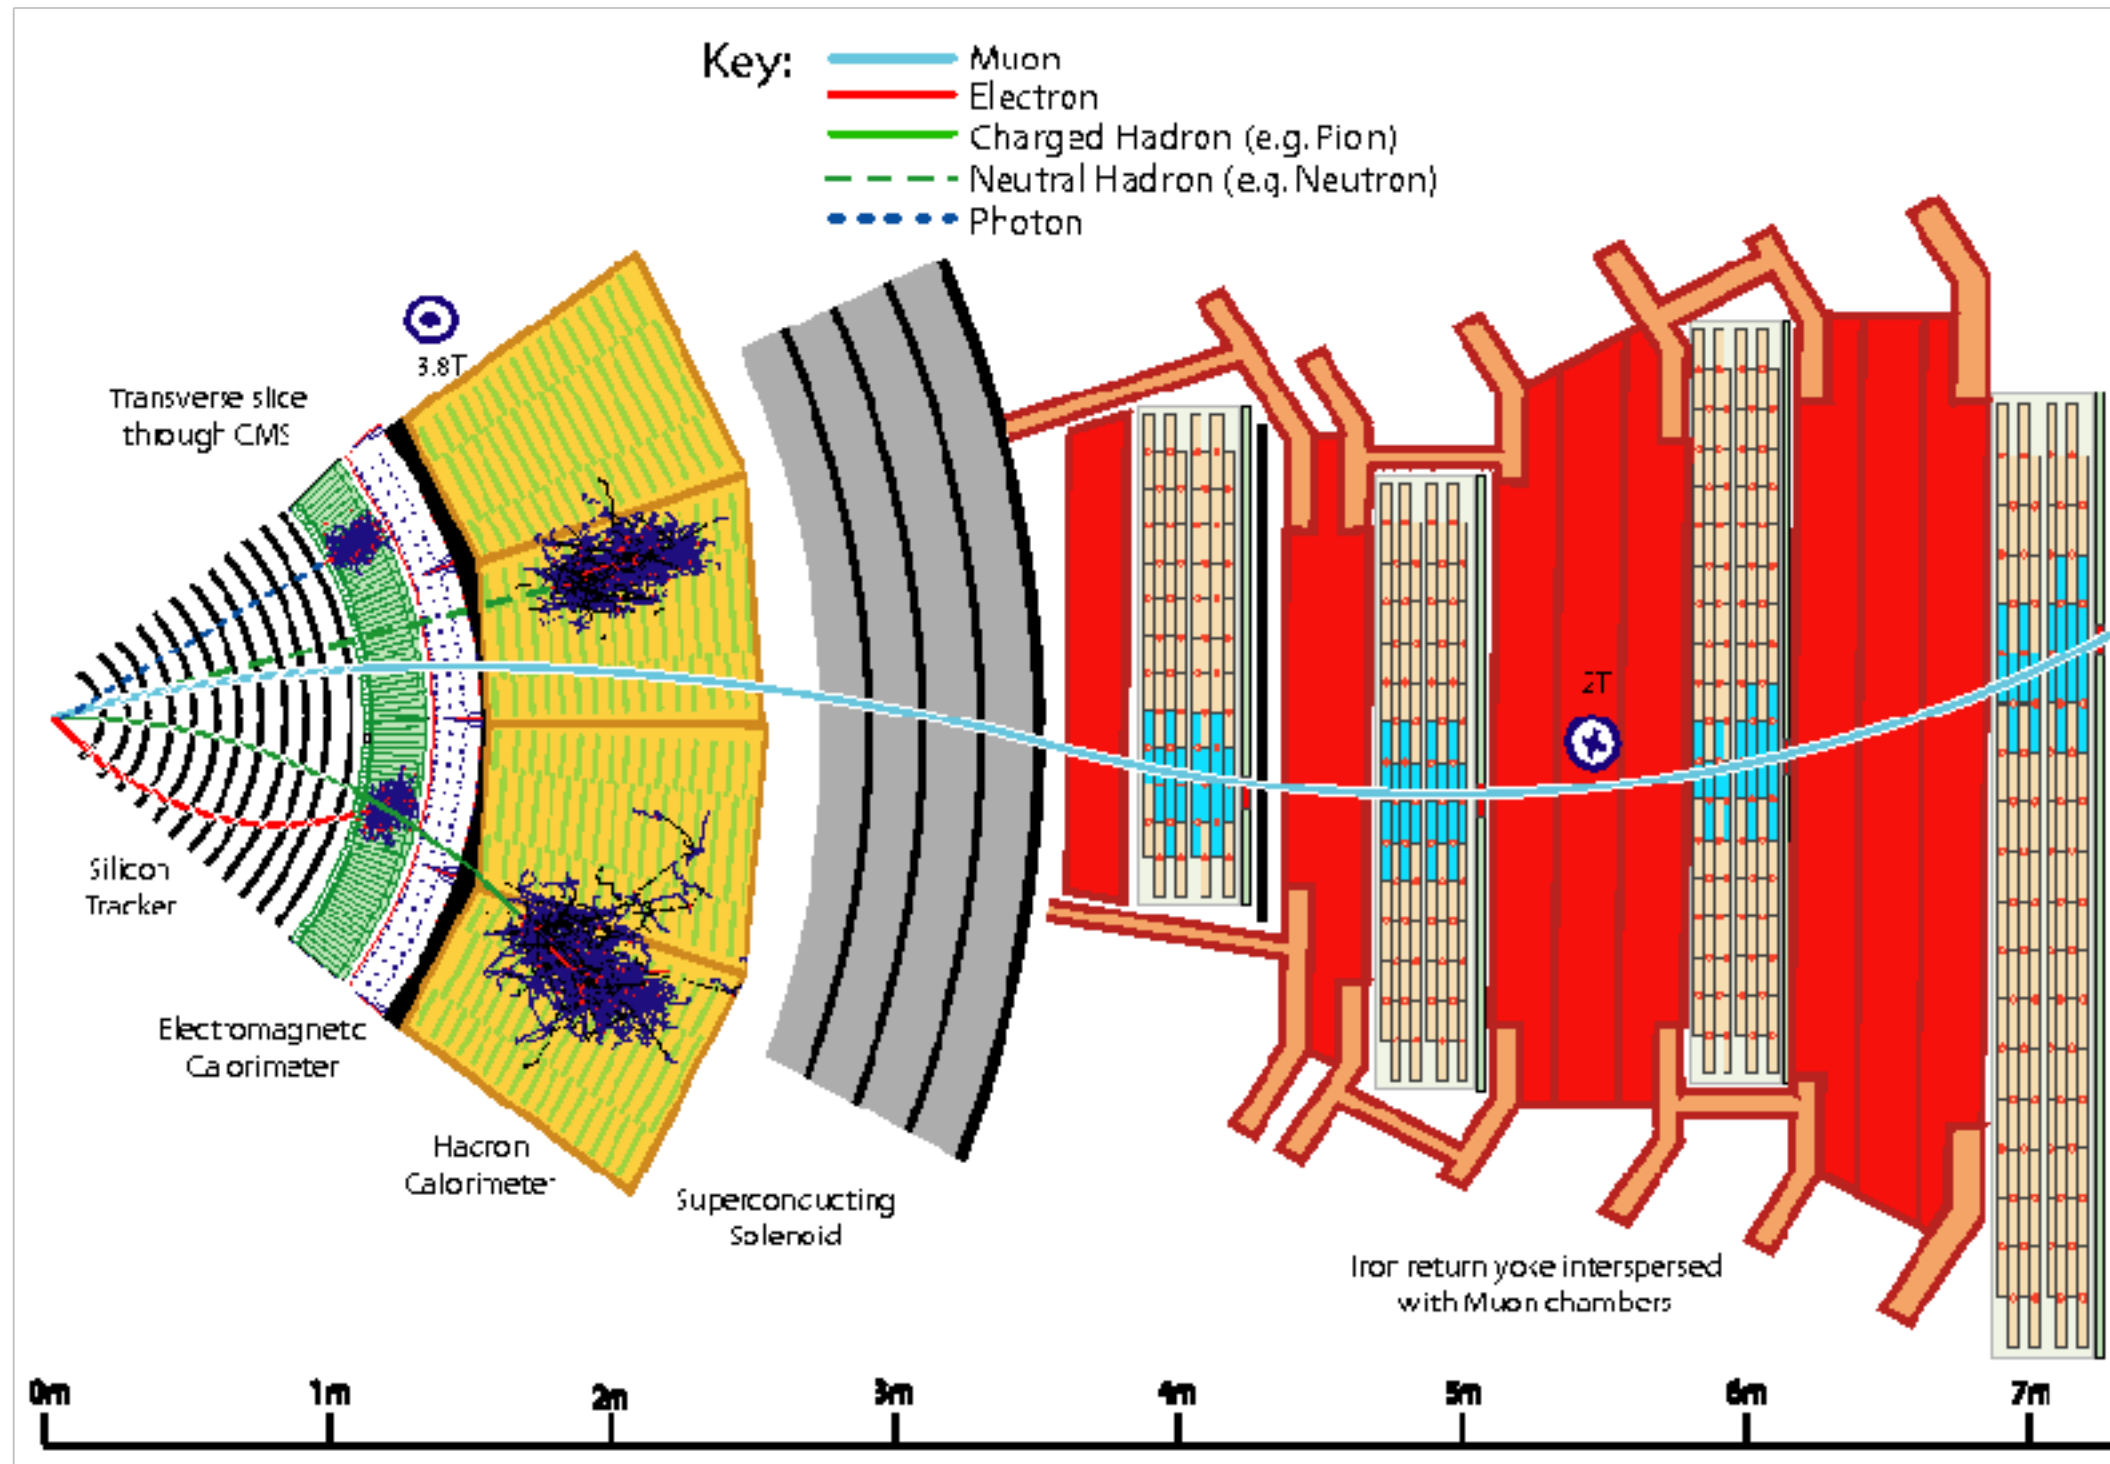 Key:
Muon
Electron
Charged Hadron (e.g. Pion)
Neutral Hadron (e.g. Neutron)
Photon
3.8T
Transverse slice
through CMS
2T
Silicon
Tracker
Electromagnetc
Calorimeter
Hadron
Calorimeter
Superconducting
Solenoid
Iron return yoke interspersed
with Muon chambers
0m 1m 2m 3m 4m 5m 6m 7m